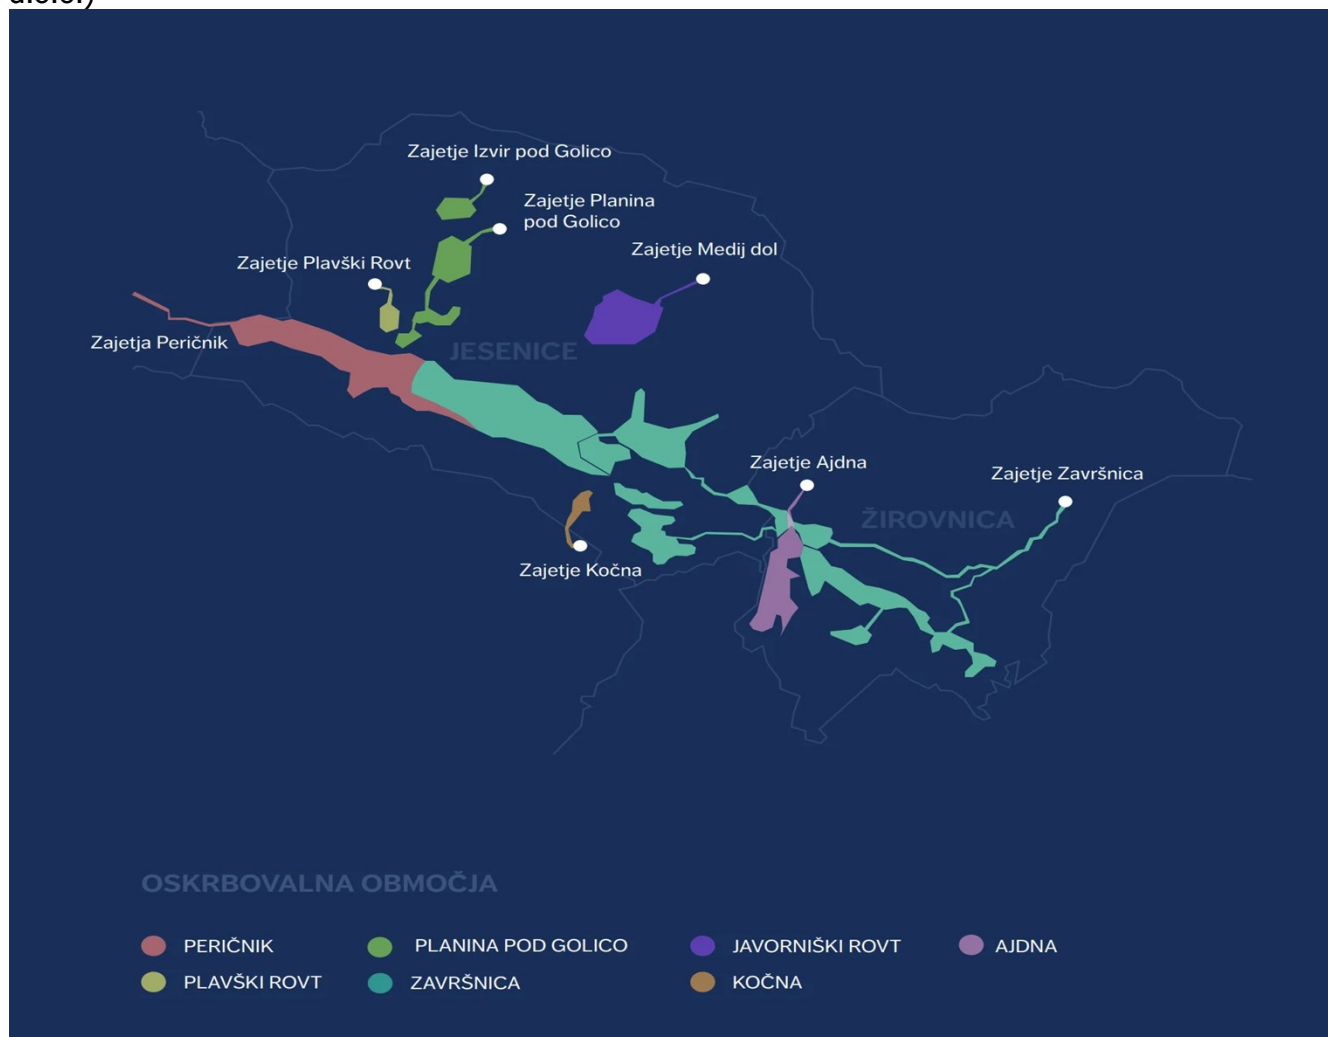 Zajetje Izvir pod Golico
Zajetje Planina
pod Golico
Zajetje Medij dol
Zajetje Plavški Rovt
Zajetja Peričnik
JESENICE
Zajetje Ajdna
Zajetje Završnica
ŽIROVNICA
Zajetje Kočna
OSKRBOVALNA OBMOČJA
PERIČNIK
PLANINA POD GOLICO
JAVORNIŠKI ROVT
AJDNA
PLAVŠKI ROVT
ZAVRŠNICA
KOČNA